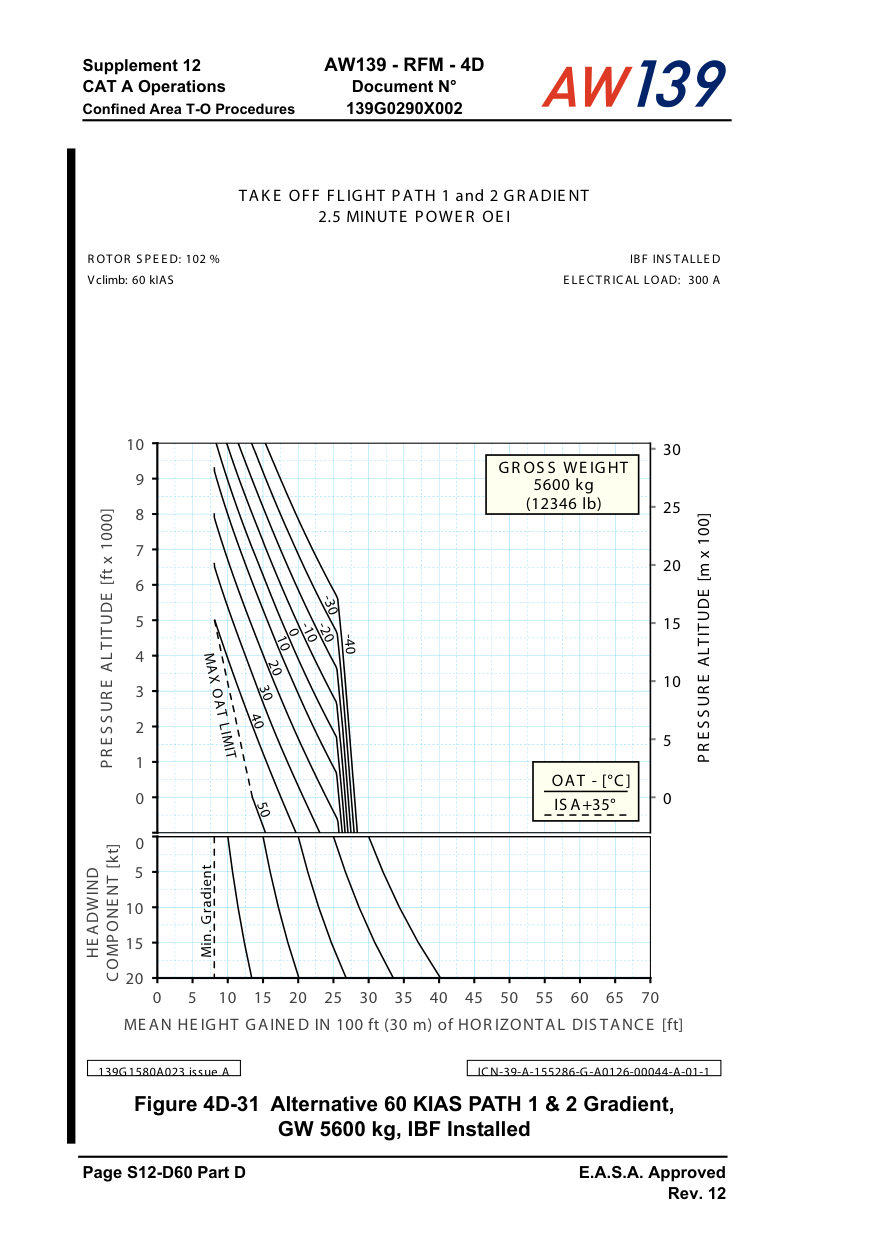 Supplement 12
CAT A Operations
Confined Area T-O Procedures
AW139 - RFM - 4D
Document N°
139G0290X002
AW139
TAKE OFF FLIGHT PATH 1 and 2 GRADIENT
2.5 MINUTE POWER OEI
ROTOR SPEED: 102 %
Vclimb: 60 kIAS
IBF INSTALLED
ELECTRICAL LOAD: 300 A
PRESSURE ALTITUDE [ft x 1000]
10
9
8
7
6
5
4
3
2
1
0
GROSS WEIGHT
5600 kg
(12346 lb)
30
25
20
15
10
5
0
PRESSURE ALTITUDE [m x 100]
-40
-30
-20
-10
0
10
20
30
40
50
MAX OAT LIMIT
OAT - [°C]
ISA+35°
HEADWIND
COMPONENT [kt]
0
5
10
15
20
Min. Gradient
0 5 10 15 20 25 30 35 40 45 50 55 60 65 70
MEAN HEIGHT GAINED IN 100 ft (30 m) of HORIZONTAL DISTANCE [ft]
139G1580A023 issue A
ICN-39-A-155286-G-A0126-00044-A-01-1
Figure 4D-31 Alternative 60 KIAS PATH 1 & 2 Gradient,
GW 5600 kg, IBF Installed
Page S12-D60 Part D
E.A.S.A. Approved
Rev. 12